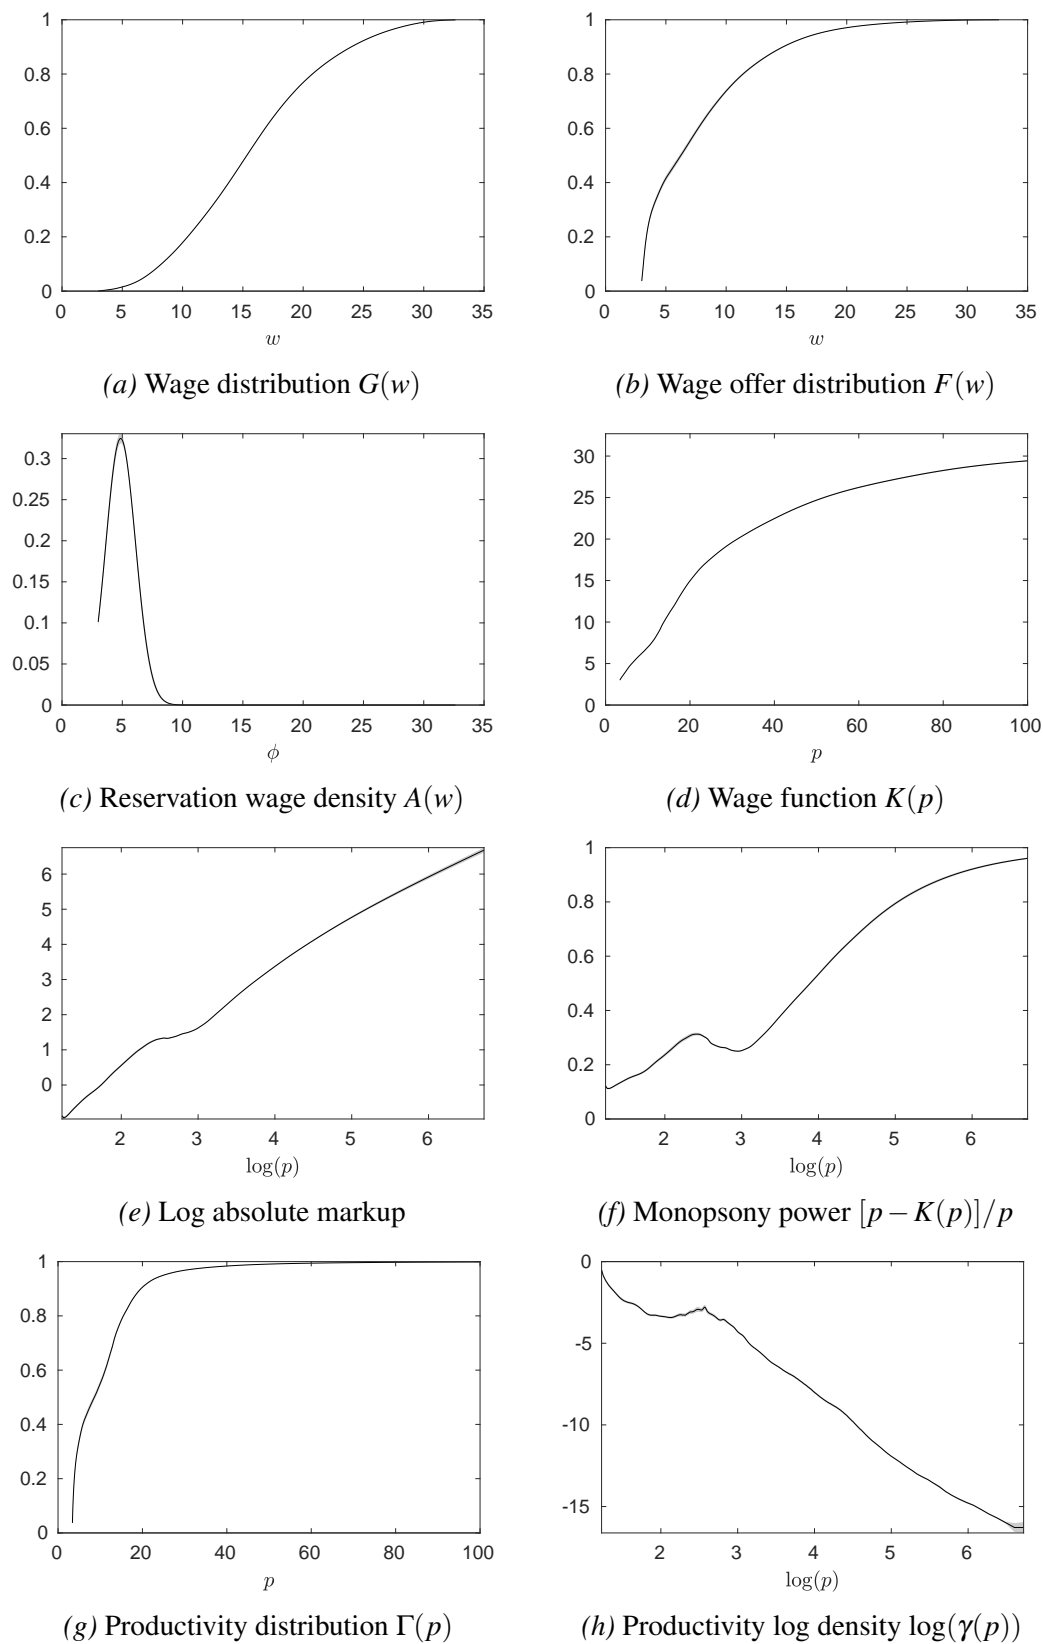 1
0.8
0.6
0.4
0.2
0
0 5 10 15 20 25 30 35
w
(a) Wage distribution G(w)
1
0.8
0.6
0.4
0.2
0
0 5 10 15 20 25 30 35
w
(b) Wage offer distribution F(w)
0.3
0.25
0.2
0.15
0.1
0.05
0
0 5 10 15 20 25 30 35
ϕ
(c) Reservation wage density A(w)
30
25
20
15
10
5
0
0 20 40 60 80 100
p
(d) Wage function K(p)
6
5
4
3
2
1
0
2 3 4 5 6
log(p)
(e) Log absolute markup
1
0.8
0.6
0.4
0.2
0
2 3 4 5 6
log(p)
(f) Monopsony power [p − K(p)]/p
1
0.8
0.6
0.4
0.2
0
0 20 40 60 80 100
p
(g) Productivity distribution Γ(p)
0
-5
-10
-15
2 3 4 5 6
log(p)
(h) Productivity log density log(γ(p))